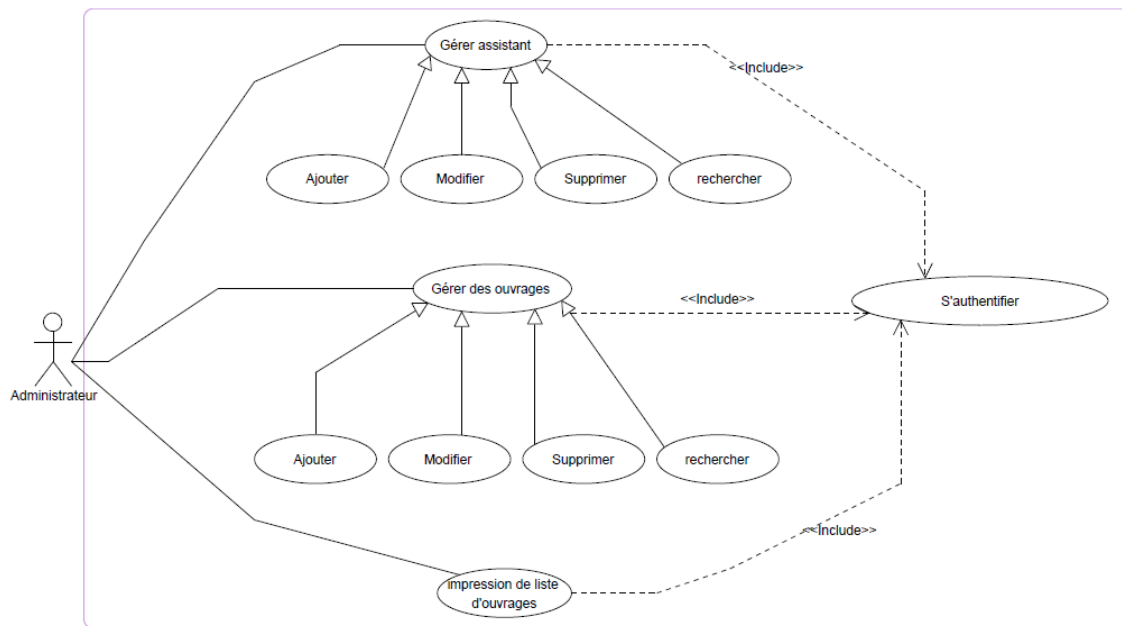 Gérer assistant
<<Include>>
Ajouter
Modifier
Supprimer
rechercher
Gérer des ouvrages
<<Include>>
S'authentifier
Administrateur
Ajouter
Modifier
Supprimer
rechercher
<<Include>>
impression de liste
d'ouvrages